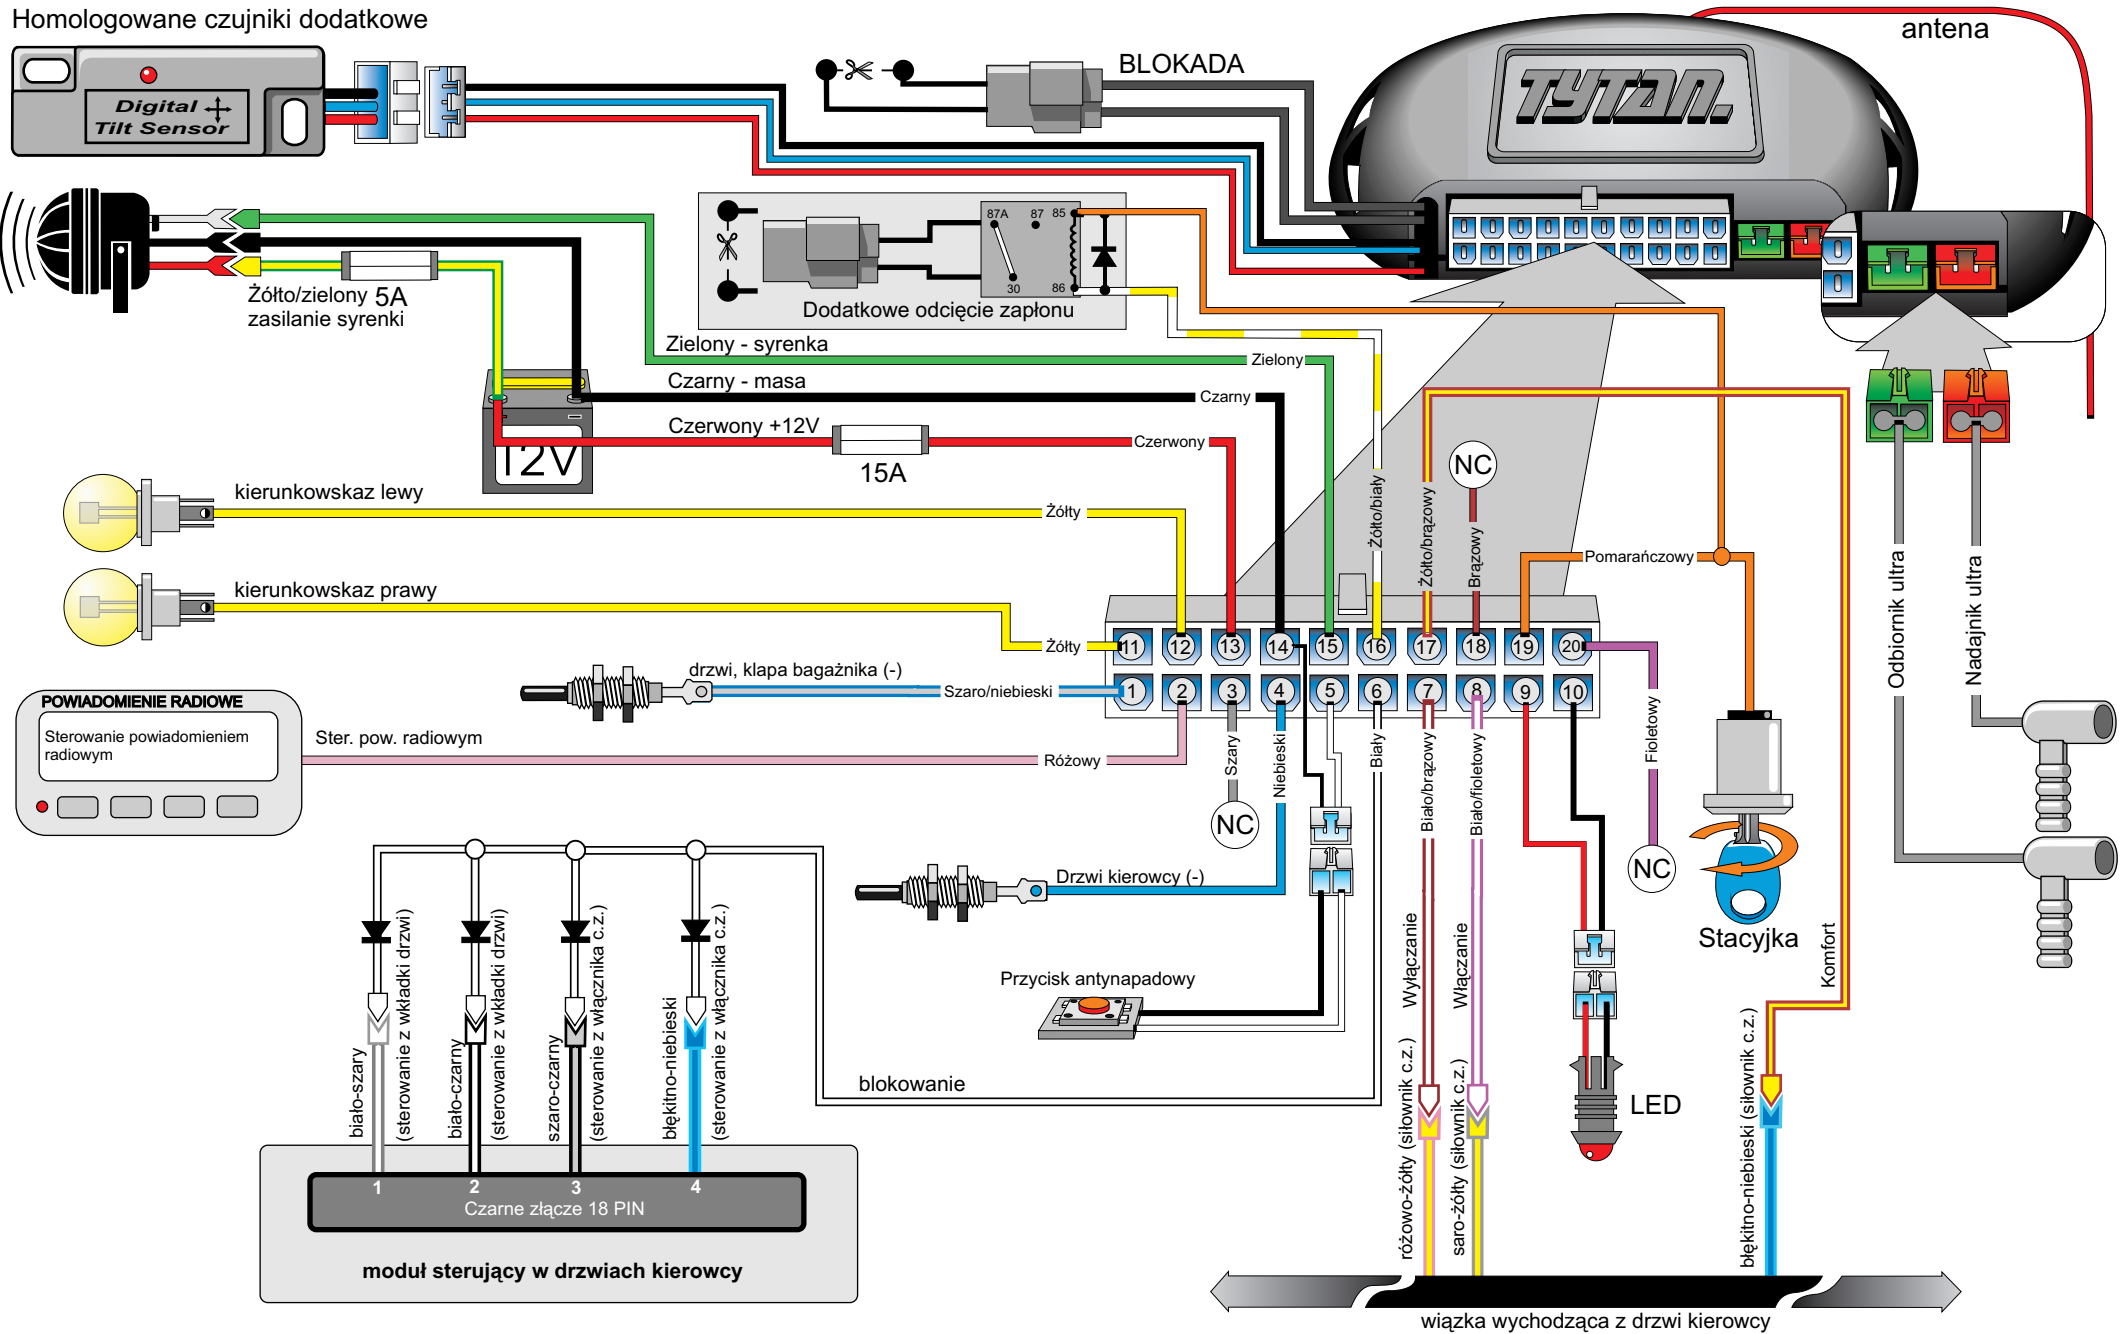 Homologowane czujniki dodatkowe
antena
BLOKADA
TYTAN.
Digital
Tilt Sensor
87A
87
85
30
86
Dodatkowe odcięcie zapłonu
Żółto/zielony 5A
zasilanie syrenki
Zielony - syrenka
Zielony
Czarny - masa
Czarny
Czerwony +12V
Czerwony
15A
12V
kierunkowskaz lewy
Żółty
kierunkowskaz prawy
Żółty
Żółto/biały
Żółto/brązowy
NC
Brązowy
Pomarańczowy
Odbiornik ultra
Nadajnik ultra
11 12 13 14 15 16 17 18 19 20
1 2 3 4 5 6 7 8 9 10
drzwi, klapa bagażnika (-)
Szaro/niebieski
POWIADOMIENIE RADIOWE
Sterowanie powiadomieniem
radiowym
Ster. pow. radiowym
Różowy
Szary
NC
Niebieski
Biały
Biało/brązowy
Biało/fioletowy
Fioletowy
NC
Drzwi kierowcy (-)
Stacyjka
Komfort
Przycisk antynapadowy
Wyłączanie
Włączanie
LED
blokowanie
biało-szary
(sterowanie z wkładki drzwi)
biało-czarny
(sterowanie z wkładki drzwi)
szaro-czarny
(sterowanie z włącznika c.z.)
błękitno-niebieski
(sterowanie z włącznika c.z.)
1 2 3 4
Czarne złącze 18 PIN
moduł sterujący w drzwiach kierowcy
różowo-żółty (siłownik c.z.)
saro-żółty (siłownik c.z.)
błękitno-niebieski (siłownik c.z.)
wiązka wychodząca z drzwi kierowcy